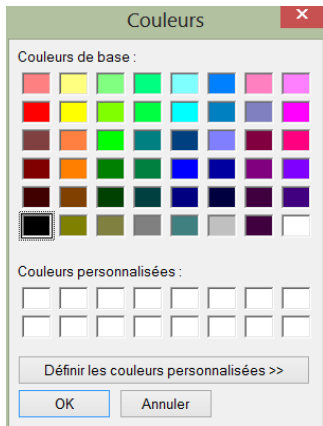 Couleurs
Couleurs de base :
Couleurs personnalisées :
Définir les couleurs personnalisées >>
OK Annuler